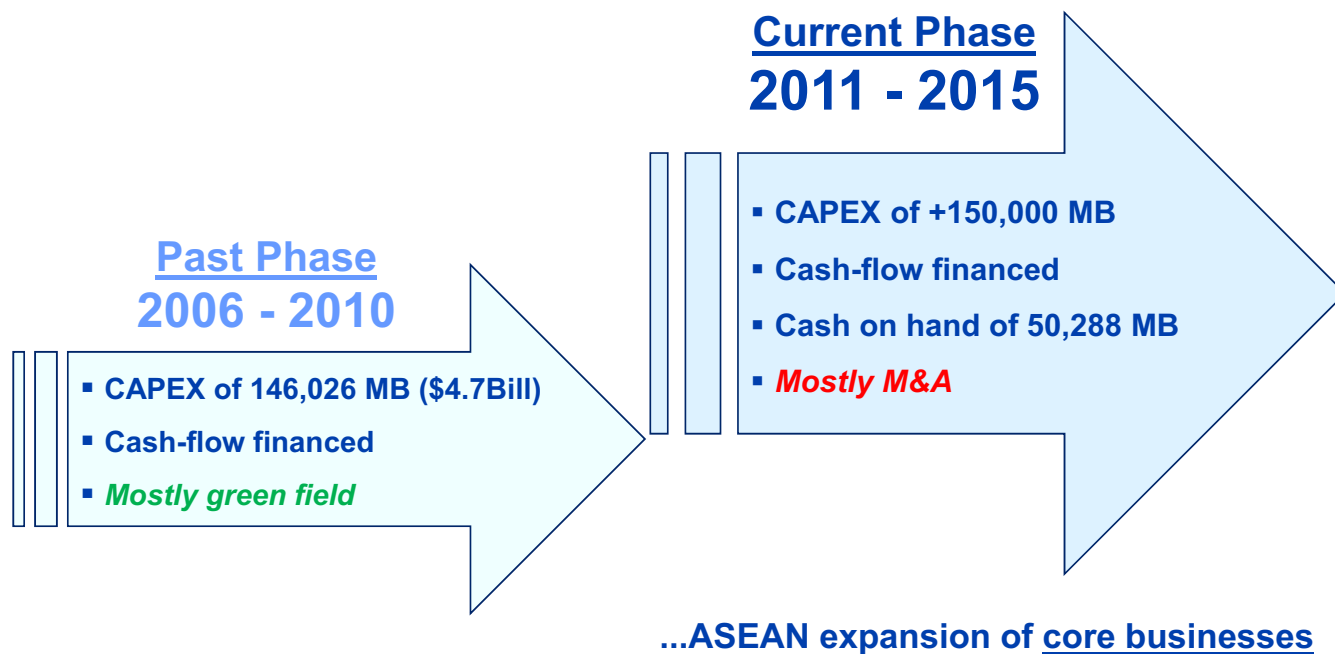 Past Phase
2006 - 2010
▪ CAPEX of 146,026 MB ($4.7Bill)
▪ Cash-flow financed
▪ Mostly green field
Current Phase
2011 - 2015
▪ CAPEX of +150,000 MB
▪ Cash-flow financed
▪ Cash on hand of 50,288 MB
▪ Mostly M&A
...ASEAN expansion of core businesses